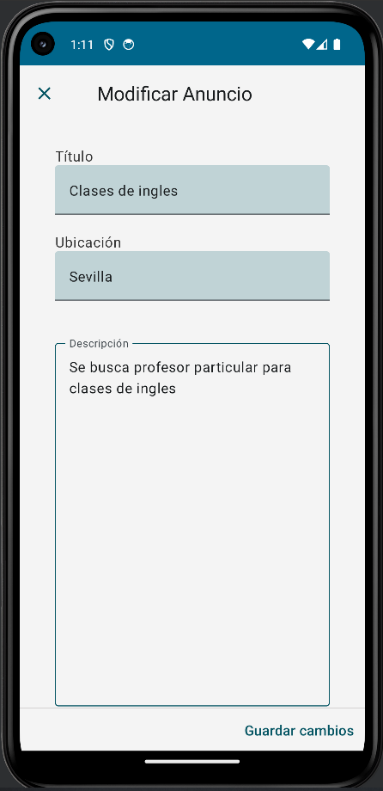 1:11
Modificar Anuncio
Título
Clases de ingles
Ubicación
Sevilla
Descripción
Se busca profesor particular para
clases de ingles
Guardar cambios